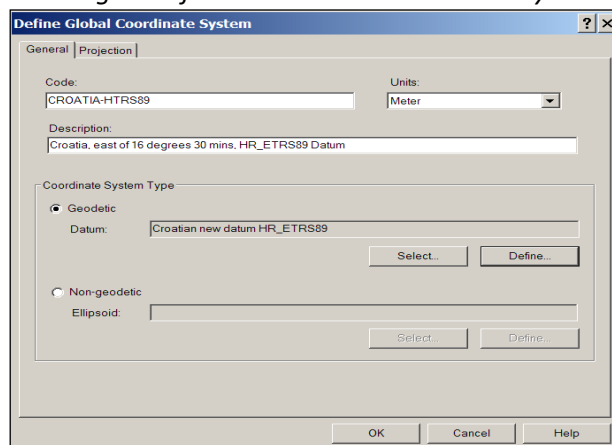 Define Global Coordinate System
General Projection
Code: Units:
CROATIA-HTRS89 Meter
Description:
Croatia, east of 16 degrees 30 mins, HR_ETRS89 Datum
Coordinate System Type
Geodetic
Datum: Croatian new datum HR_ETRS89
Select... Define...
Non-geodetic
Ellipsoid:
Select... Define...
OK Cancel Help